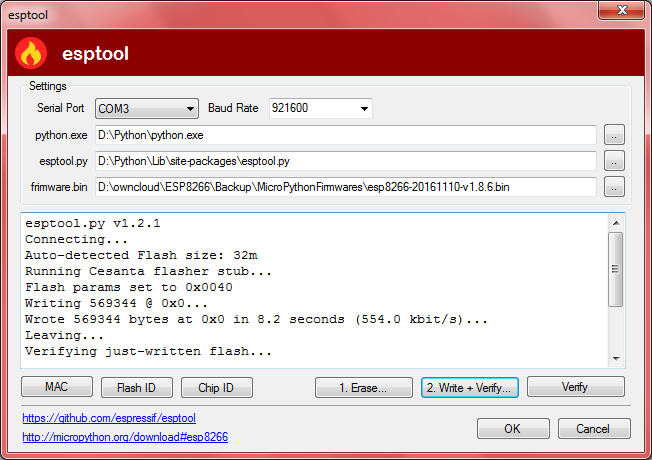 esptool
esptool
Settings
Serial Port COM3 Baud Rate 921600
python.exe D:\Python\python.exe ..
esptool.py D:\Python\Lib\site-packages\esptool.py ..
frimware.bin D:\owncloud\ESP8266\Backup\MicroPythonFirmwares\esp8266-20161110-v1.8.6.bin ..
esptool.py v1.2.1
Connecting...
Auto-detected Flash size: 32m
Running Cesanta flasher stub...
Flash params set to 0x0040
Writing 569344 @ 0x0...
Wrote 569344 bytes at 0x0 in 8.2 seconds (554.0 kbit/s)...
Leaving...
Verifying just-written flash...
MAC Flash ID Chip ID 1. Erase... 2. Write + Verify... Verify
https://github.com/espressif/esptool
http://micropython.org/download#esp8266
OK Cancel